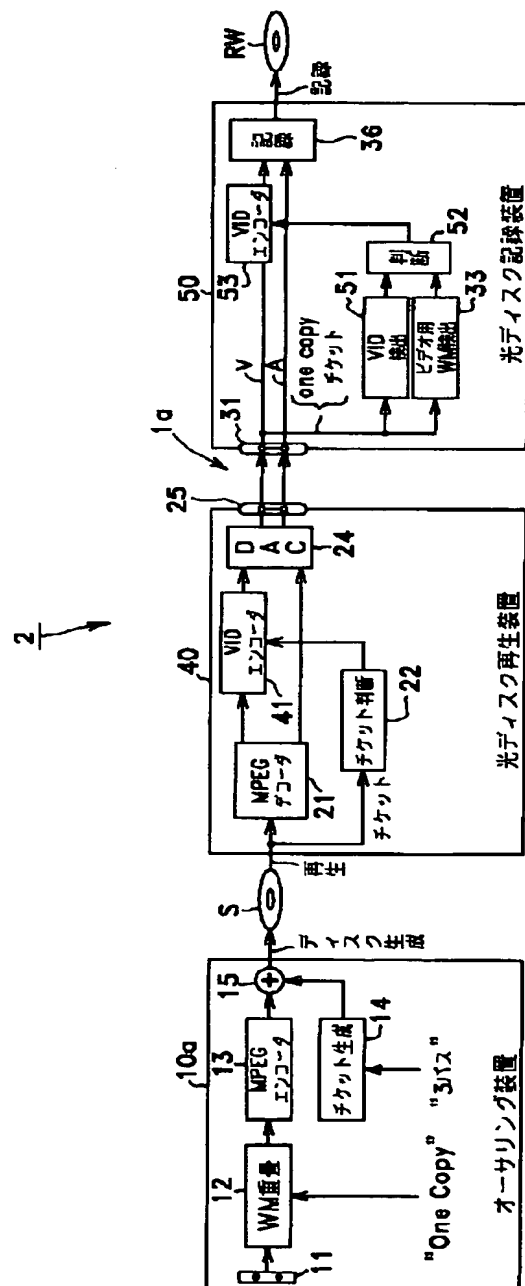 2
10a
11
12
WM重畳
"One Copy"
13
MPEG
エンコーダ
14
チケット生成
"3パス"
15
オーサリング装置
ディスク生成
S
再生
40
21
MPEG
デコーダ
チケット
22
チケット判断
41
VID
エンコーダ
24
DAC
25
光ディスク再生装置
1a
31
50
V
A
one copy
チケット
53
VID
エンコーダ
51
VID
検出
ビデオ用
WM検出
33
52
判断
36
記録
RW
光ディスク記録装置